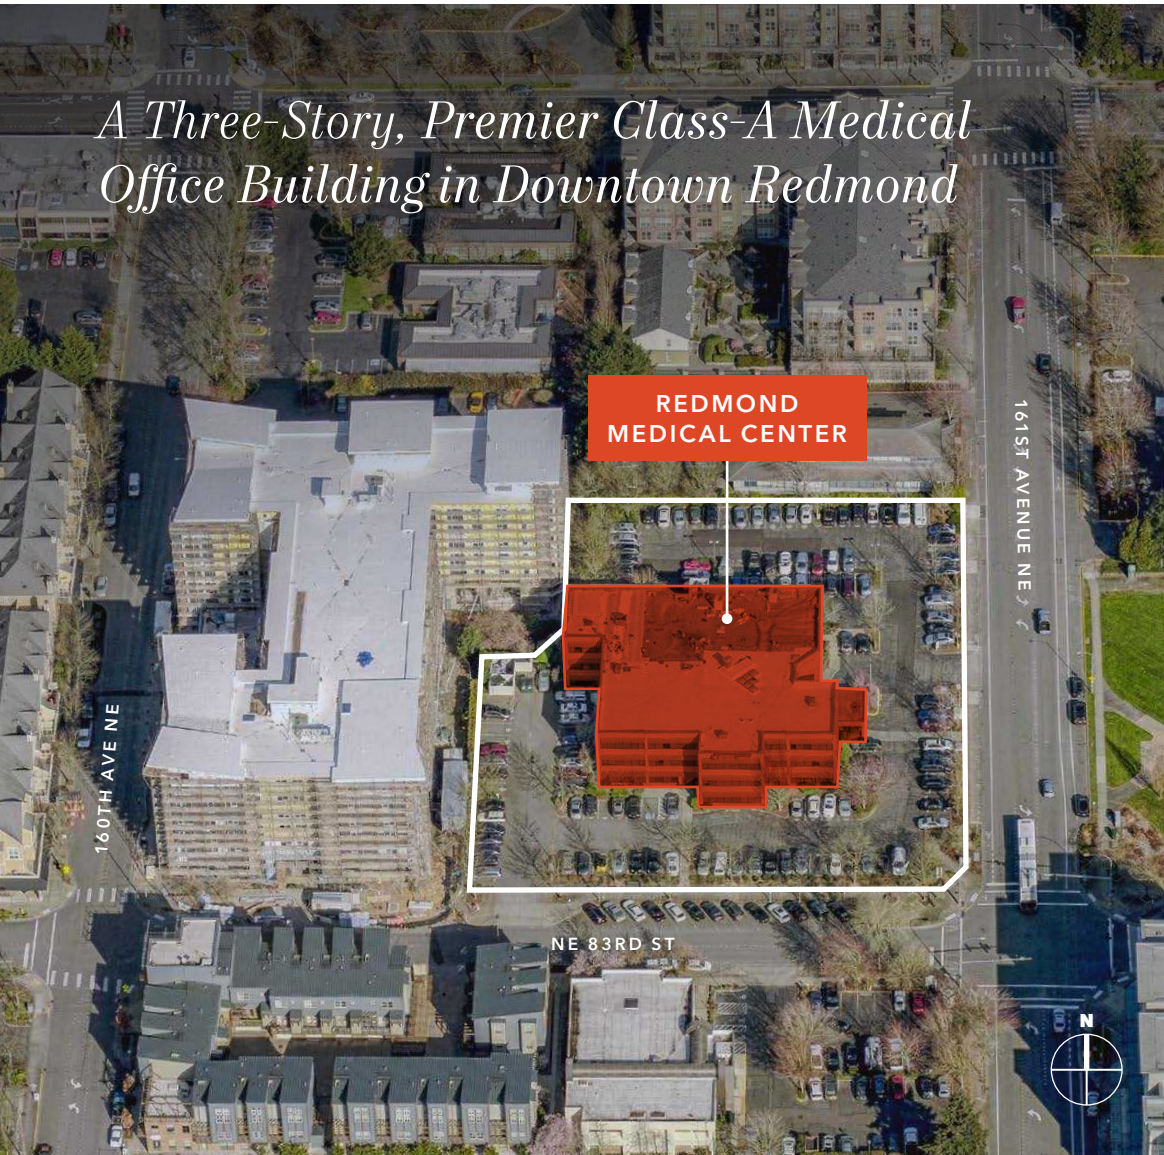 A Three-Story, Premier Class-A Medical
Office Building in Downtown Redmond
REDMOND
MEDICAL CENTER
161ST AVENUE NE
160TH AVE NE
NE 83RD ST
N